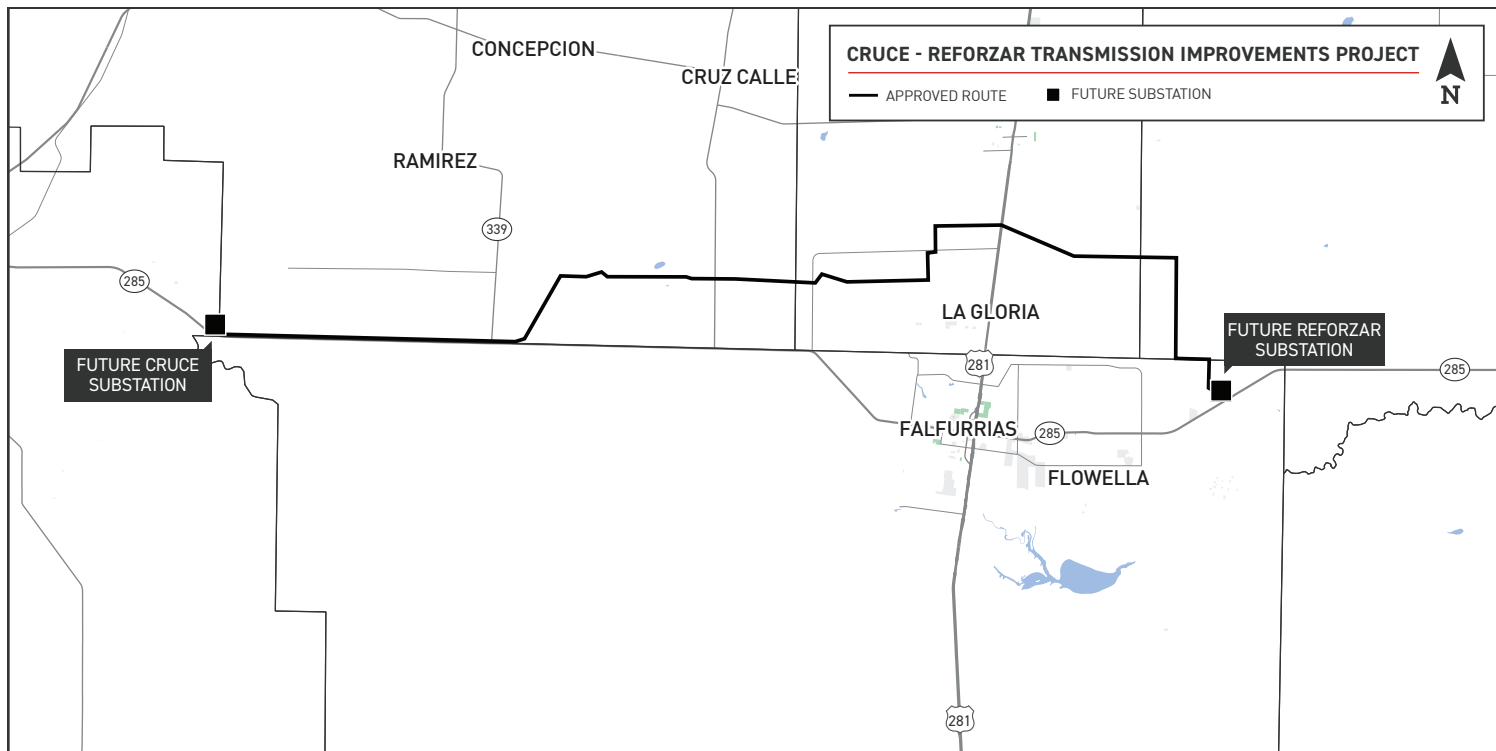 CONCEPCION
CRUZ CALLE
CRUCE - REFORZAR TRANSMISSION IMPROVEMENTS PROJECT
APPROVED ROUTE
FUTURE SUBSTATION
N
RAMIREZ
339
285
LA GLORIA
FUTURE CRUCE
SUBSTATION
FUTURE REFORZAR
SUBSTATION
281
285
FALFURRIAS
285
FLOWELLA
281